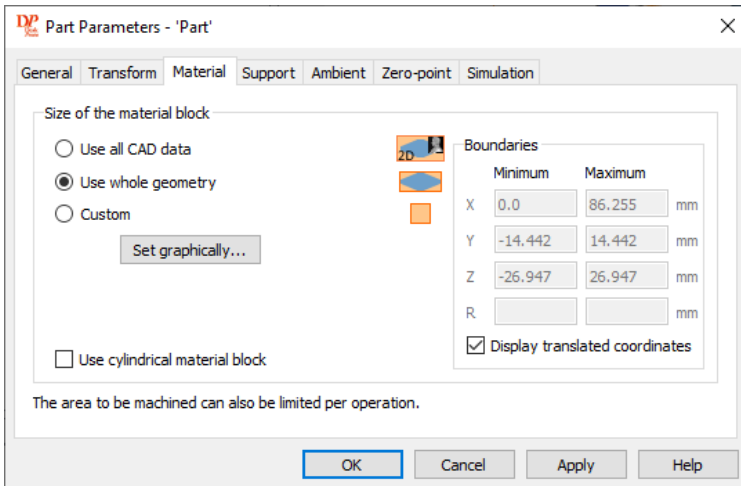 DP Part Parameters - 'Part'
General Transform Material Support Ambient Zero-point Simulation
Size of the material block
Use all CAD data
2D
Use whole geometry
Custom
Set graphically...
Use cylindrical material block
Boundaries
Minimum Maximum
X 0.0 86.255 mm
Y -14.442 14.442 mm
Z -26.947 26.947 mm
R mm
Display translated coordinates
The area to be machined can also be limited per operation.
OK Cancel Apply Help